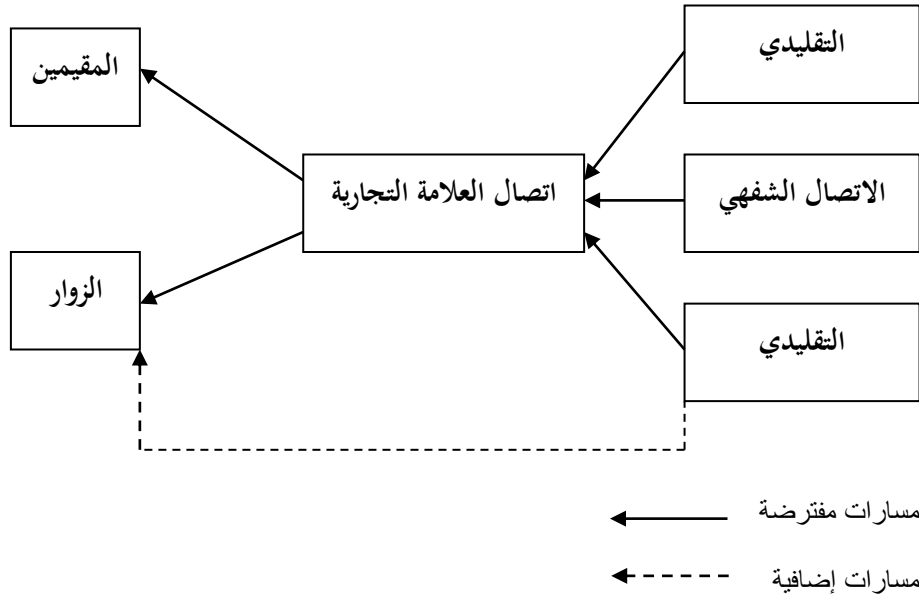 التقليدي
المقيمين
الاتصال الشفهي
اتصال العلامة التجارية
الزوار
التقليدي
مسارات مفترضة
مسارات إضافية